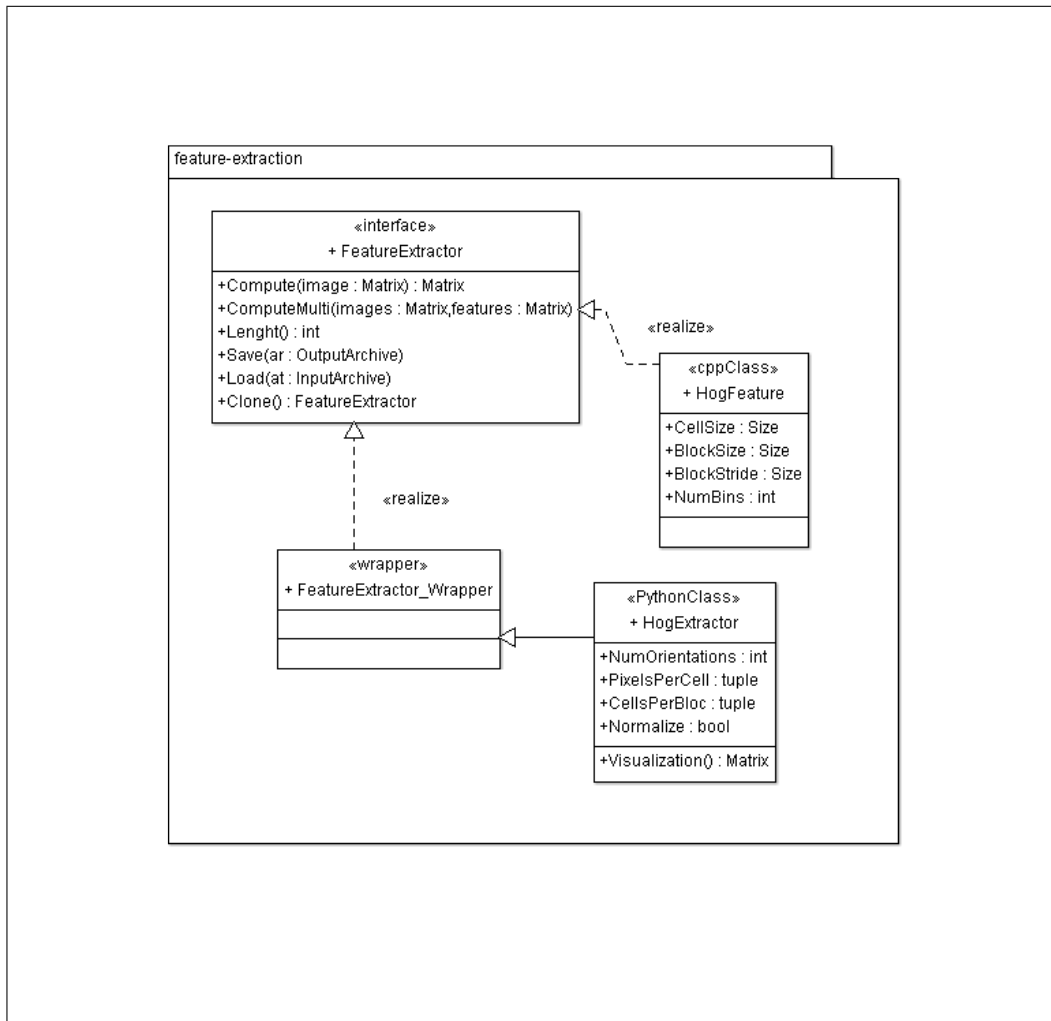 feature-extraction
«interface»
+ FeatureExtractor
+Compute(image : Matrix) : Matrix
+ComputeMulti(images : Matrix,features : Matrix)
+Lenght() : int
+Save(ar : OutputArchive)
+Load(at : InputArchive)
+Clone() : FeatureExtractor
«realize»
«cppClass»
+ HogFeature
+CellSize : Size
+BlockSize : Size
+BlockStride : Size
+NumBins : int
«realize»
«wrapper»
+ FeatureExtractor_Wrapper
«PythonClass»
+ HogExtractor
+NumOrientations : int
+PixelsPerCell : tuple
+CellsPerBloc : tuple
+Normalize : bool
+Visualization() : Matrix